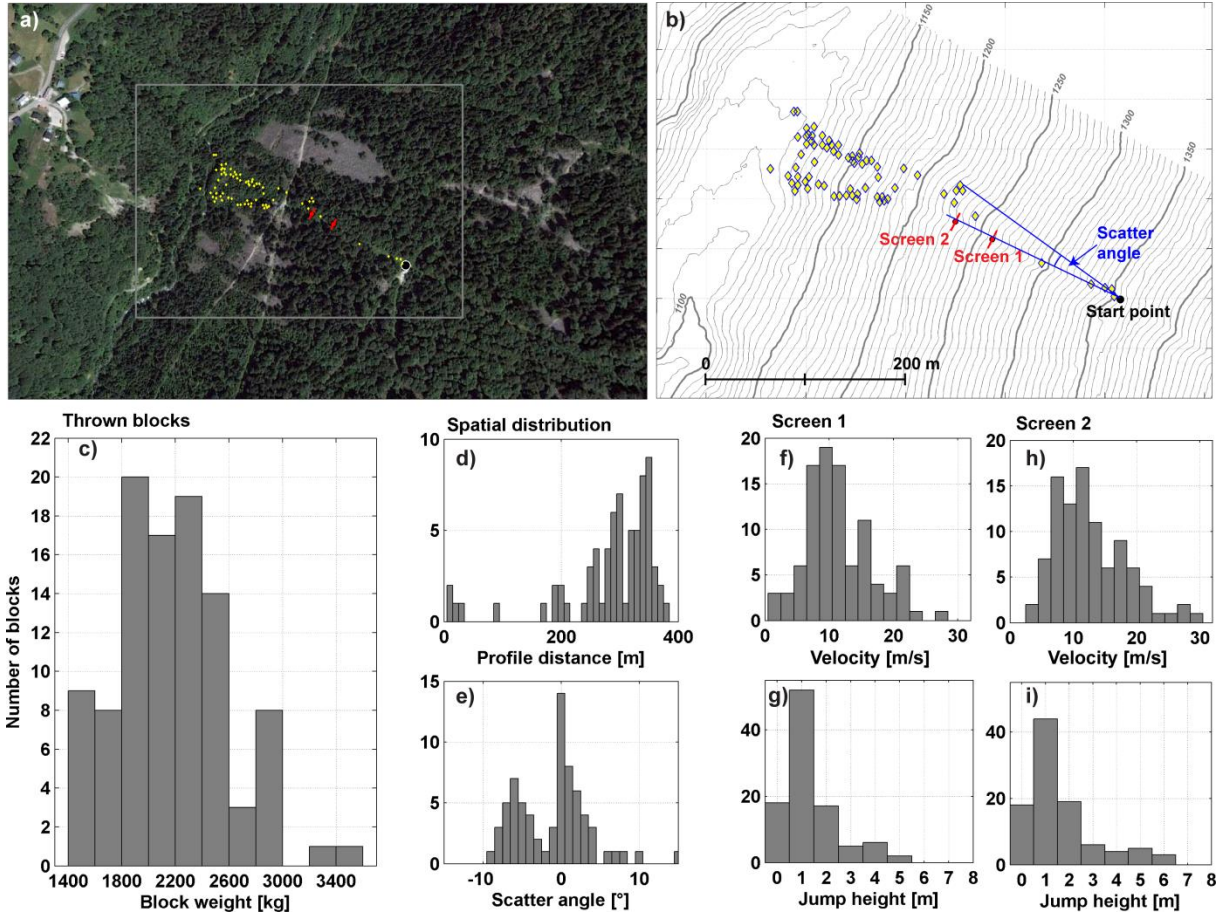 a)
b)
1150
1200
1250
1300
1350
1100
Screen 2
Screen 1
Scatter
angle
Start point
0
200 m
Thrown blocks
c)
Number of blocks
22
20
18
16
14
12
10
8
6
4
2
0
1400 1800 2200 2600 3000 3400
Block weight [kg]
Spatial distribution
d)
10
5
0
0 200 400
Profile distance [m]
e)
15
10
5
0
-10 0 10
Scatter angle [°]
Screen 1
f)
20
15
10
5
0
0 10 20 30
Velocity [m/s]
g)
40
20
0
0 1 2 3 4 5 6 7 8
Jump height [m]
Screen 2
h)
20
15
10
5
0
0 10 20 30
Velocity [m/s]
i)
40
20
0
0 1 2 3 4 5 6 7 8
Jump height [m]